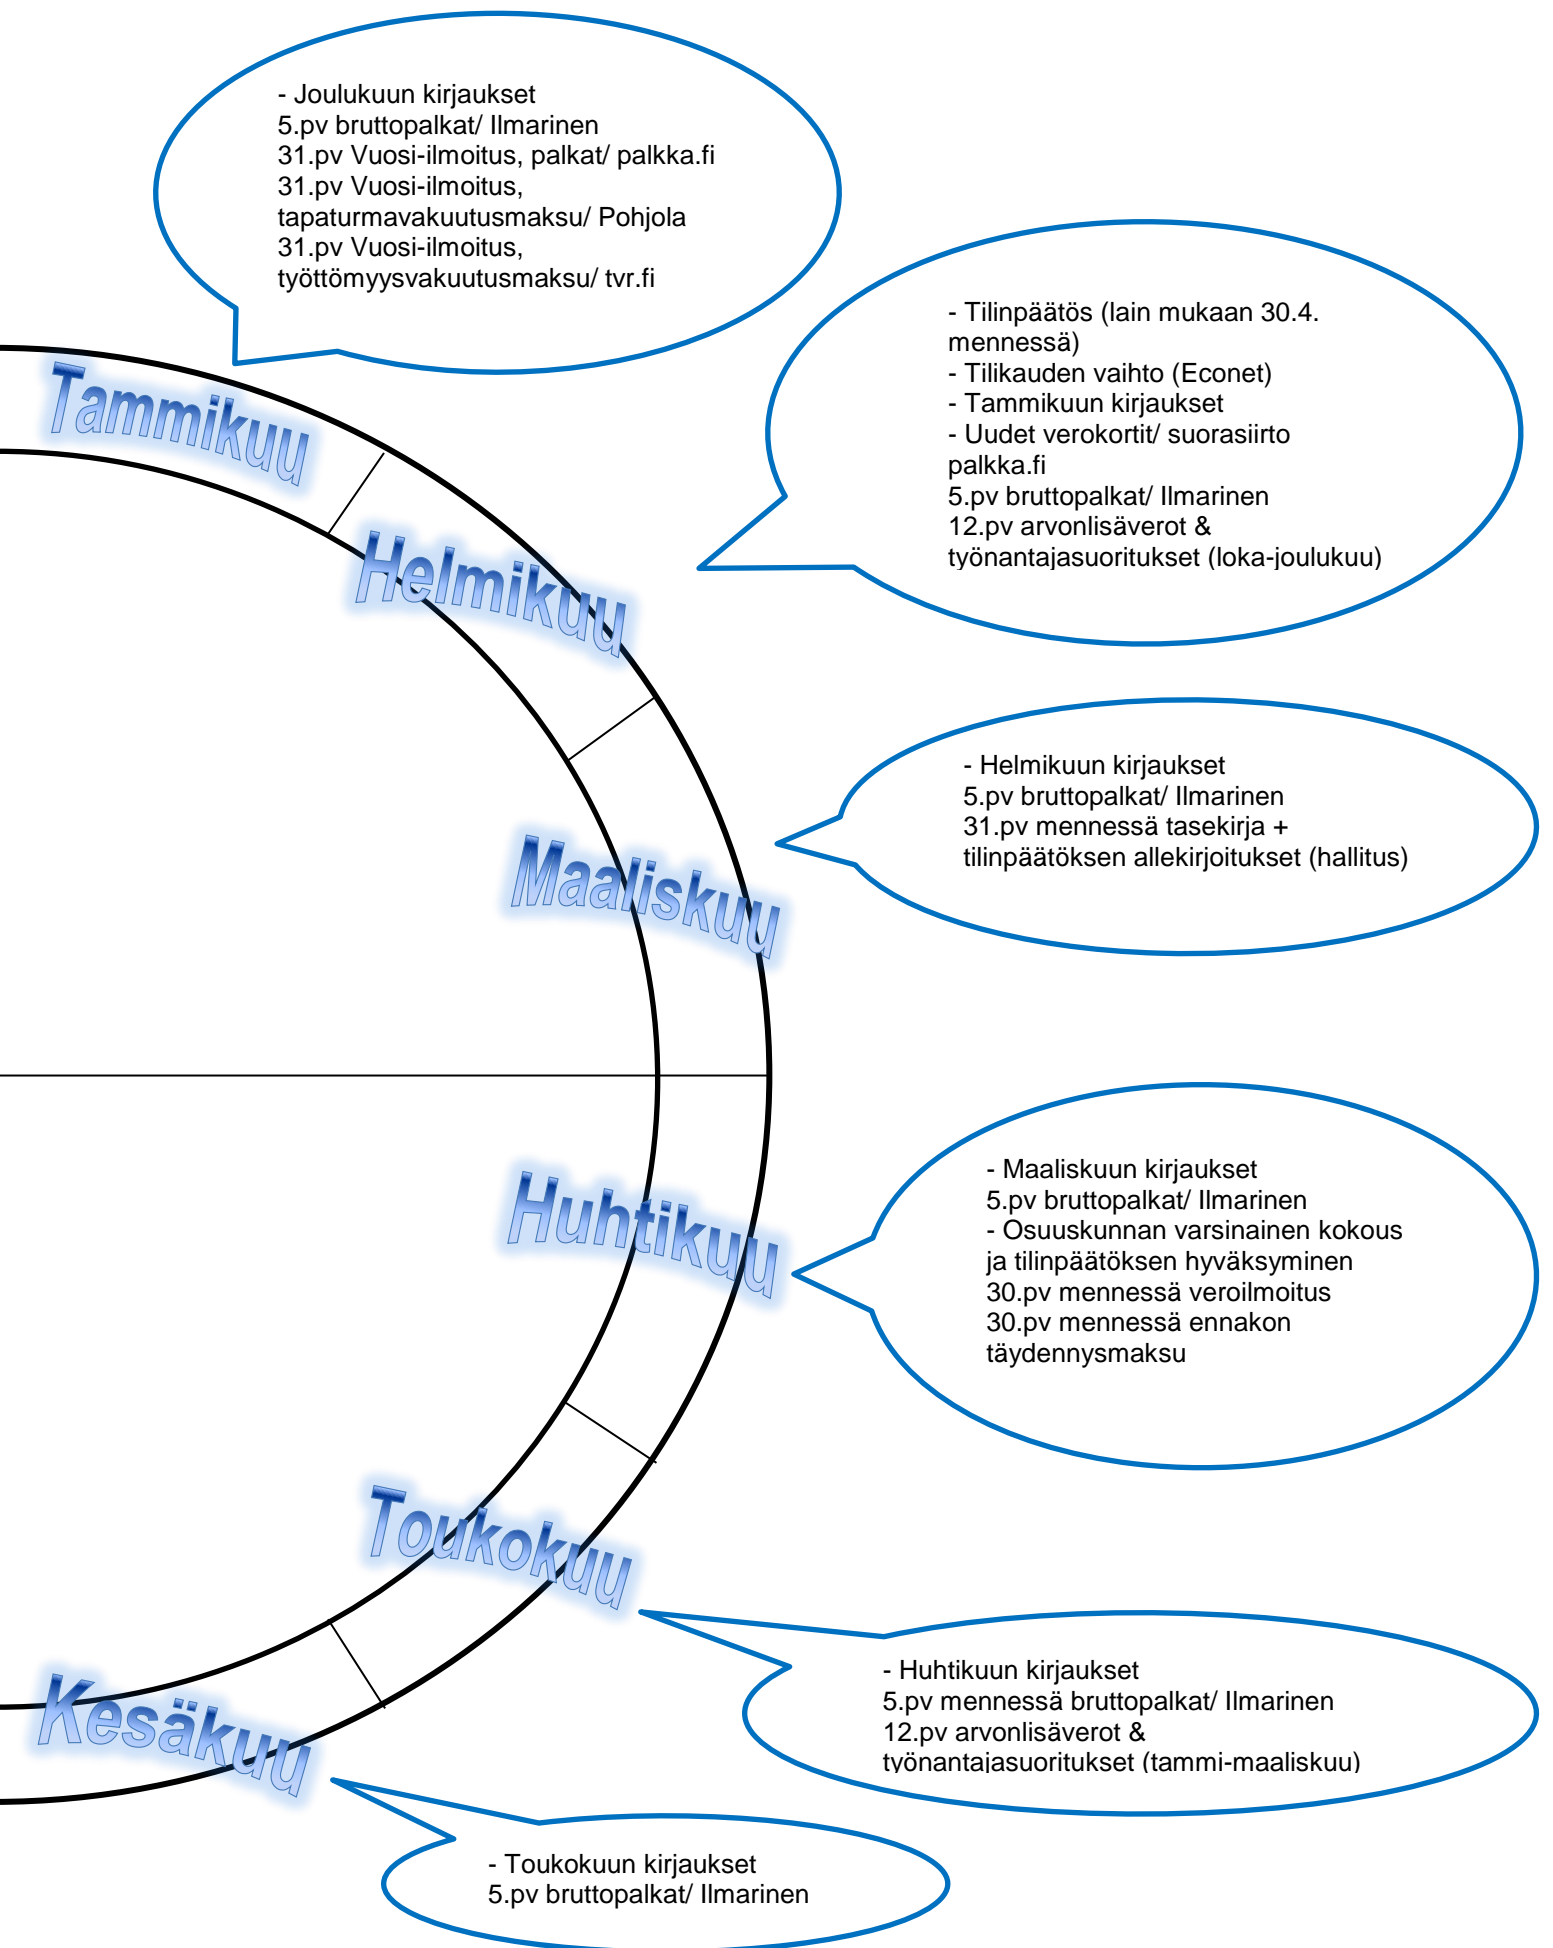 - Joulukuun kirjaukset
5.pv bruttopalkat/ Ilmarinen
31.pv Vuosi-ilmoitus, palkat/ palkka.fi
31.pv Vuosi-ilmoitus,
tapaturmavakuutusmaksu/ Pohjola
31.pv Vuosi-ilmoitus,
työttömyysvakuutusmaksu/ tvr.fi
Tammikuu
- Tilinpäätös (lain mukaan 30.4.
mennessä)
- Tilikauden vaihto (Econet)
- Tammikuun kirjaukset
- Uudet verokortit/ suorasiirto
palkka.fi
5.pv bruttopalkat/ Ilmarinen
12.pv arvonlisäverot &
työnantajasuoritukset (loka-joulukuu)
Helmikuu
- Helmikuun kirjaukset
5.pv bruttopalkat/ Ilmarinen
31.pv mennessä tasekirja +
tilinpäätöksen allekirjoitukset (hallitus)
Maaliskuu
- Maaliskuun kirjaukset
5.pv bruttopalkat/ Ilmarinen
- Osuuskunnan varsinainen kokous
ja tilinpäätöksen hyväksyminen
30.pv mennessä veroilmoitus
30.pv mennessä ennakon
täydennysmaksu
Huhtikuu
Toukokuu
- Huhtikuun kirjaukset
5.pv mennessä bruttopalkat/ Ilmarinen
12.pv arvonlisäverot &
työnantajasuoritukset (tammi-maaliskuu)
Kesäkuu
- Toukokuun kirjaukset
5.pv bruttopalkat/ Ilmarinen